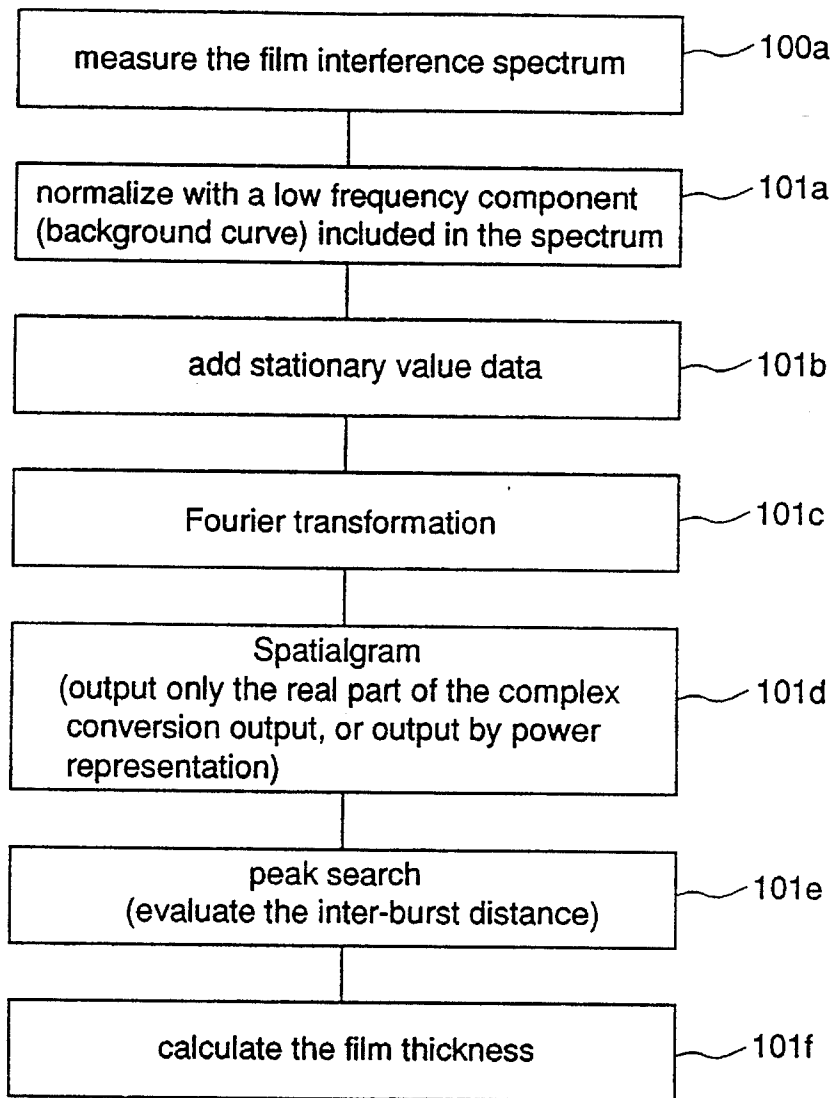 measure the film interference spectrum
100a
normalize with a low frequency component
101a
(background curve) included in the spectrum
add stationary value data
101b
Fourier transformation
101c
Spatialgram
(output only the real part of the complex
101d
conversion output, or output by power
representation)
peak search
101e
(evaluate the inter-burst distance)
calculate the film thickness
101f